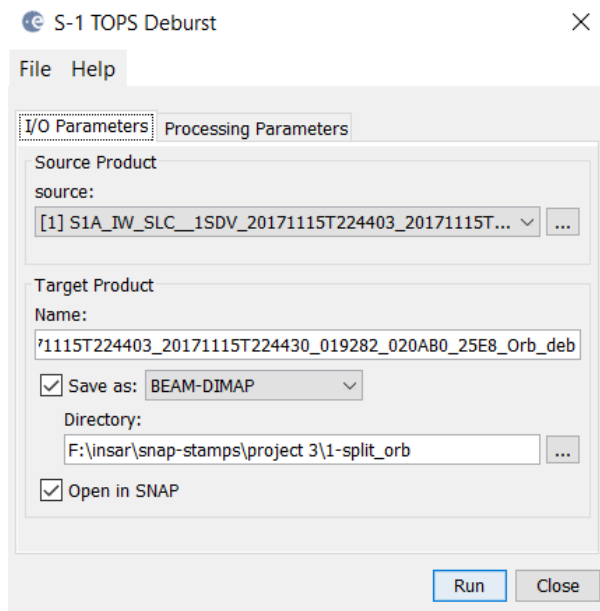 S-1 TOPS Deburst
File Help
I/O Parameters Processing Parameters
Source Product
source:
[1] S1A_IW_SLC__1SDV_20171115T224403_20171115T... ...
Target Product
Name:
71115T224403_20171115T224430_019282_020AB0_25E8_Orb_deb
Save as: BEAM-DIMAP
Directory:
F:\insar\snap-stamps\project 3\1-split_orb ...
Open in SNAP
Run Close